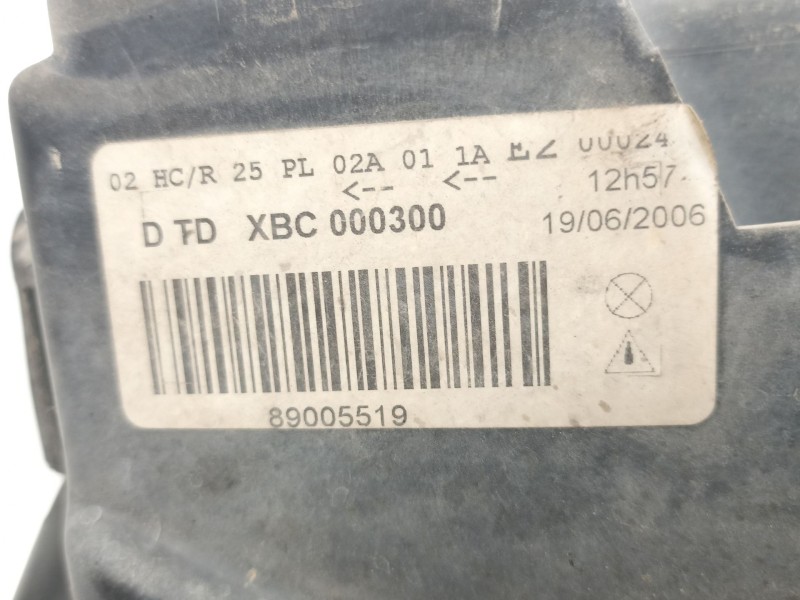 02 HC/R 25 PL 02A 01 1A E2 00024
<-- <-- 12h57
D TD XBC 000300 19/06/2006
89005519